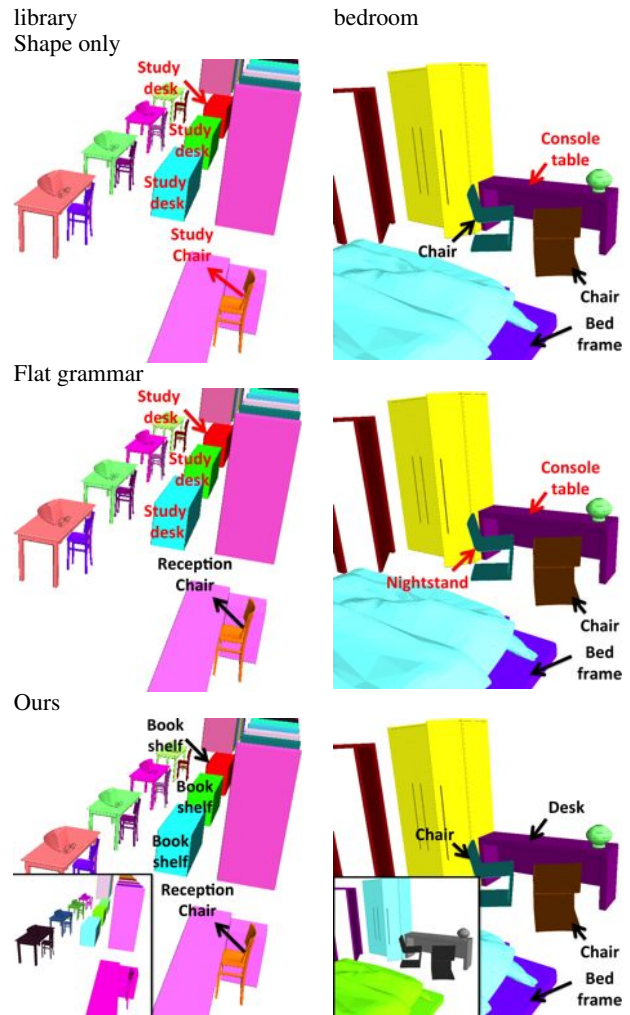 library
bedroom
Shape only
Study
desk
Study
desk
Study
desk
Study
Chair
Console
table
Chair
Chair
Bed
frame
Flat grammar
Study
desk
Study
desk
Study
desk
Reception
Chair
Console
table
Nightstand
Chair
Bed
frame
Ours
Book
shelf
Book
shelf
Book
shelf
Reception
Chair
Desk
Chair
Chair
Bed
frame